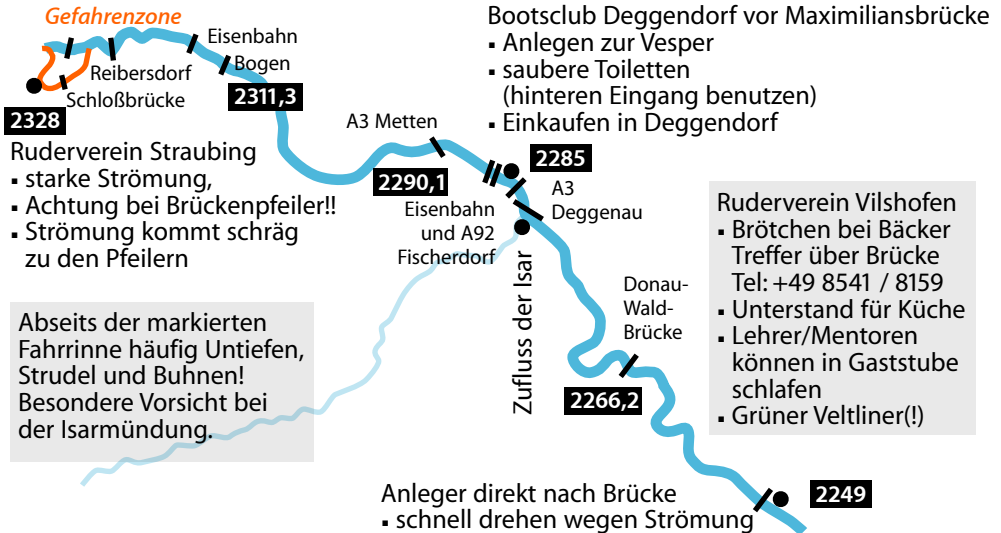 Gefahrenzone
Eisenbahn
Bogen
Reibersdorf
Schloßbrücke
2328
2311,3
Ruderverein Straubing
▪ starke Strömung,
▪ Achtung bei Brückenpfeiler!!
▪ Strömung kommt schräg
zu den Pfeilern
Bootsclub Deggendorf vor Maximiliansbrücke
▪ Anlegen zur Vesper
▪ saubere Toiletten
(hinteren Eingang benutzen)
▪ Einkaufen in Deggendorf
A3 Metten
2290,1
2285
A3
Deggenau
Eisenbahn
und A92
Fischerdorf
Zufluss der Isar
Donau-
Wald-
Brücke
2266,2
Ruderverein Vilshofen
▪ Brötchen bei Bäcker
Treffer über Brücke
Tel: +49 8541 / 8159
▪ Unterstand für Küche
▪ Lehrer/Mentoren
können in Gaststube
schlafen
▪ Grüner Veltliner(!)
Abseits der markierten
Fahrrinne häufig Untiefen,
Strudel und Buhnen!
Besondere Vorsicht bei
der Isarmündung.
2249
Anleger direkt nach Brücke
▪ schnell drehen wegen Strömung